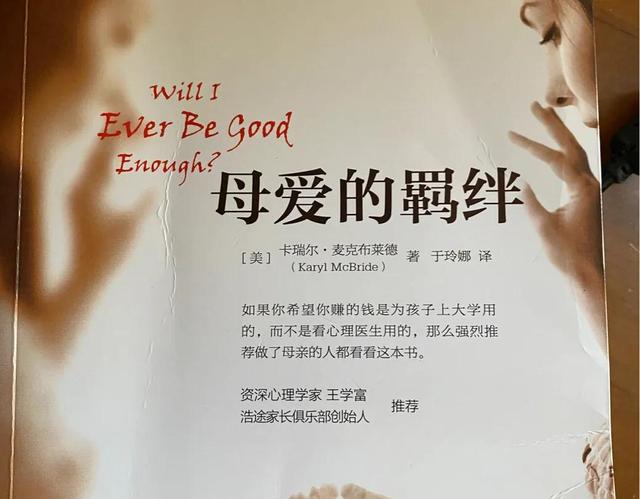 Will I
Ever Be Good
Enough?
母爱的羁绊
[美] 卡瑞尔·麦克布莱德 著 于玲娜 译
(Karyl McBride)
如果你希望你赚的钱是为孩子上大学用
的，而不是看心理医生用的，那么强烈推
荐做了母亲的人都看看这本书。
资深心理学家 王学富
浩途家长俱乐部创始人
推荐